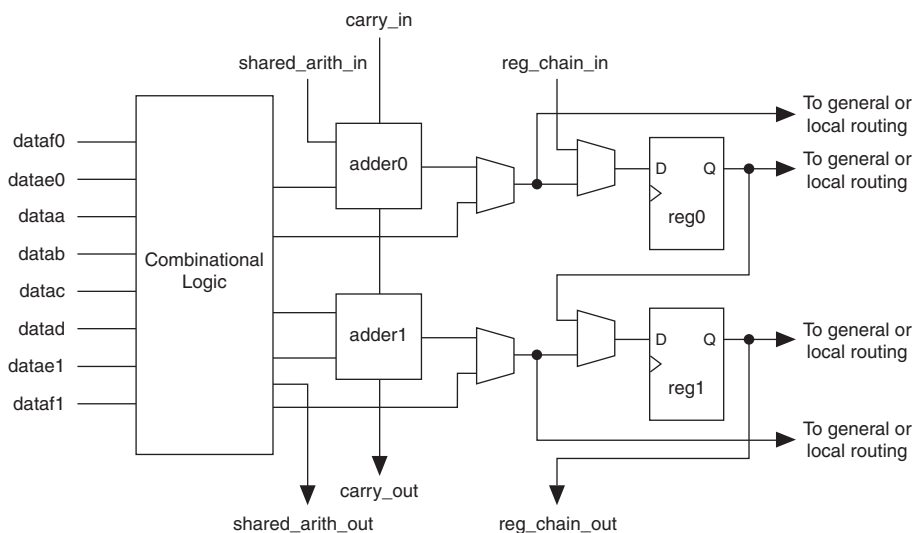 carry_in
shared_arith_in
reg_chain_in
To general or
local routing
dataf0
adder0
D Q
To general or
local routing
datae0
dataa
reg0
datab
Combinational
Logic
datac
datad
adder1
D Q
To general or
local routing
datae1
reg1
dataf1
To general or
local routing
carry_out
shared_arith_out
reg_chain_out